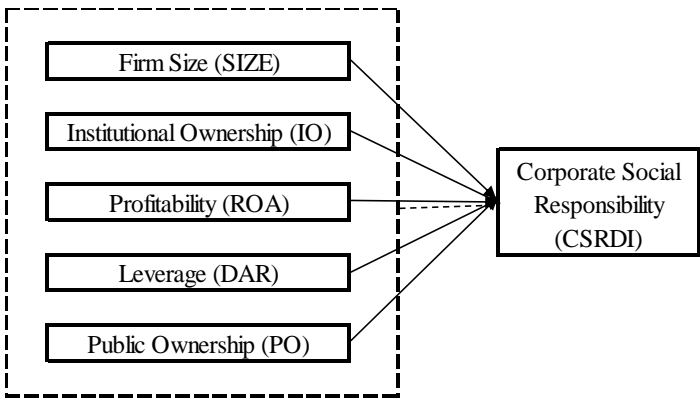 Firm Size (SIZE)
Institutional Ownership (IO)
Profitability (ROA)
Leverage (DAR)
Public Ownership (PO)
Corporate Social
Responsibility
(CSRDI)